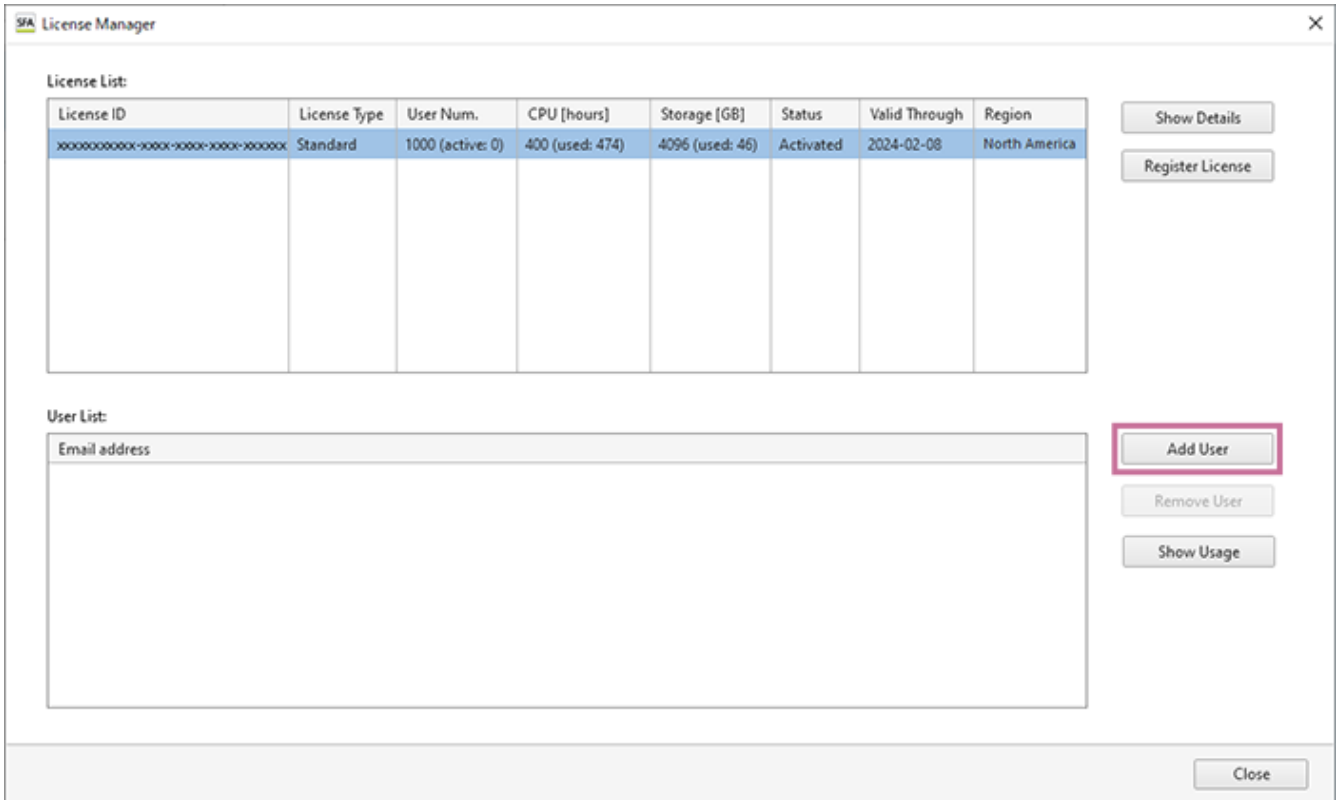 SFA License Manager
License List:
License ID License Type User Num. CPU [hours] Storage [GB] Status Valid Through Region
Show Details
xxxxxxxxxxx-xxxx-xxxx-xxxx-xxxxxx Standard 1000 (active: 0) 400 (used: 474) 4096 (used: 46) Activated 2024-02-08 North America
Register License
User List:
Email address
Add User
Remove User
Show Usage
Close